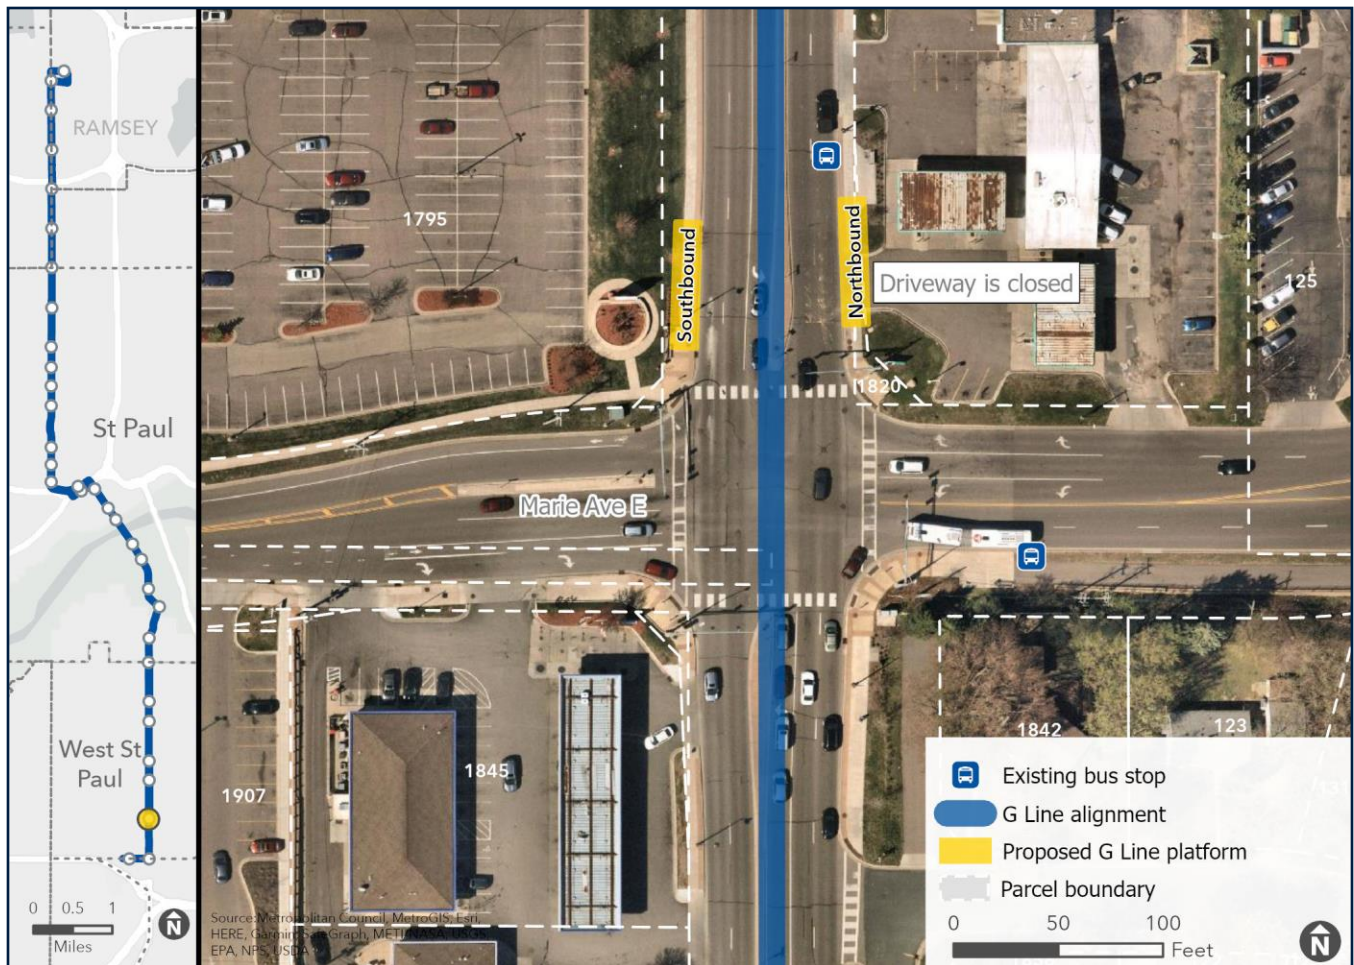 RAMSEY
St Paul
West St
Paul
0 0.5 1
Miles
N
1795
Southbound
Northbound
Driveway is closed
125
1820
Marie Ave E
1845
1907
1842
123
Source: Metropolitan Council, MetroGIS, Esri,
HERE, Garmin, SafeGraph, METI/NASA, USGS,
EPA, NPS, USDA
Existing bus stop
G Line alignment
Proposed G Line platform
Parcel boundary
0 50 100
Feet
N